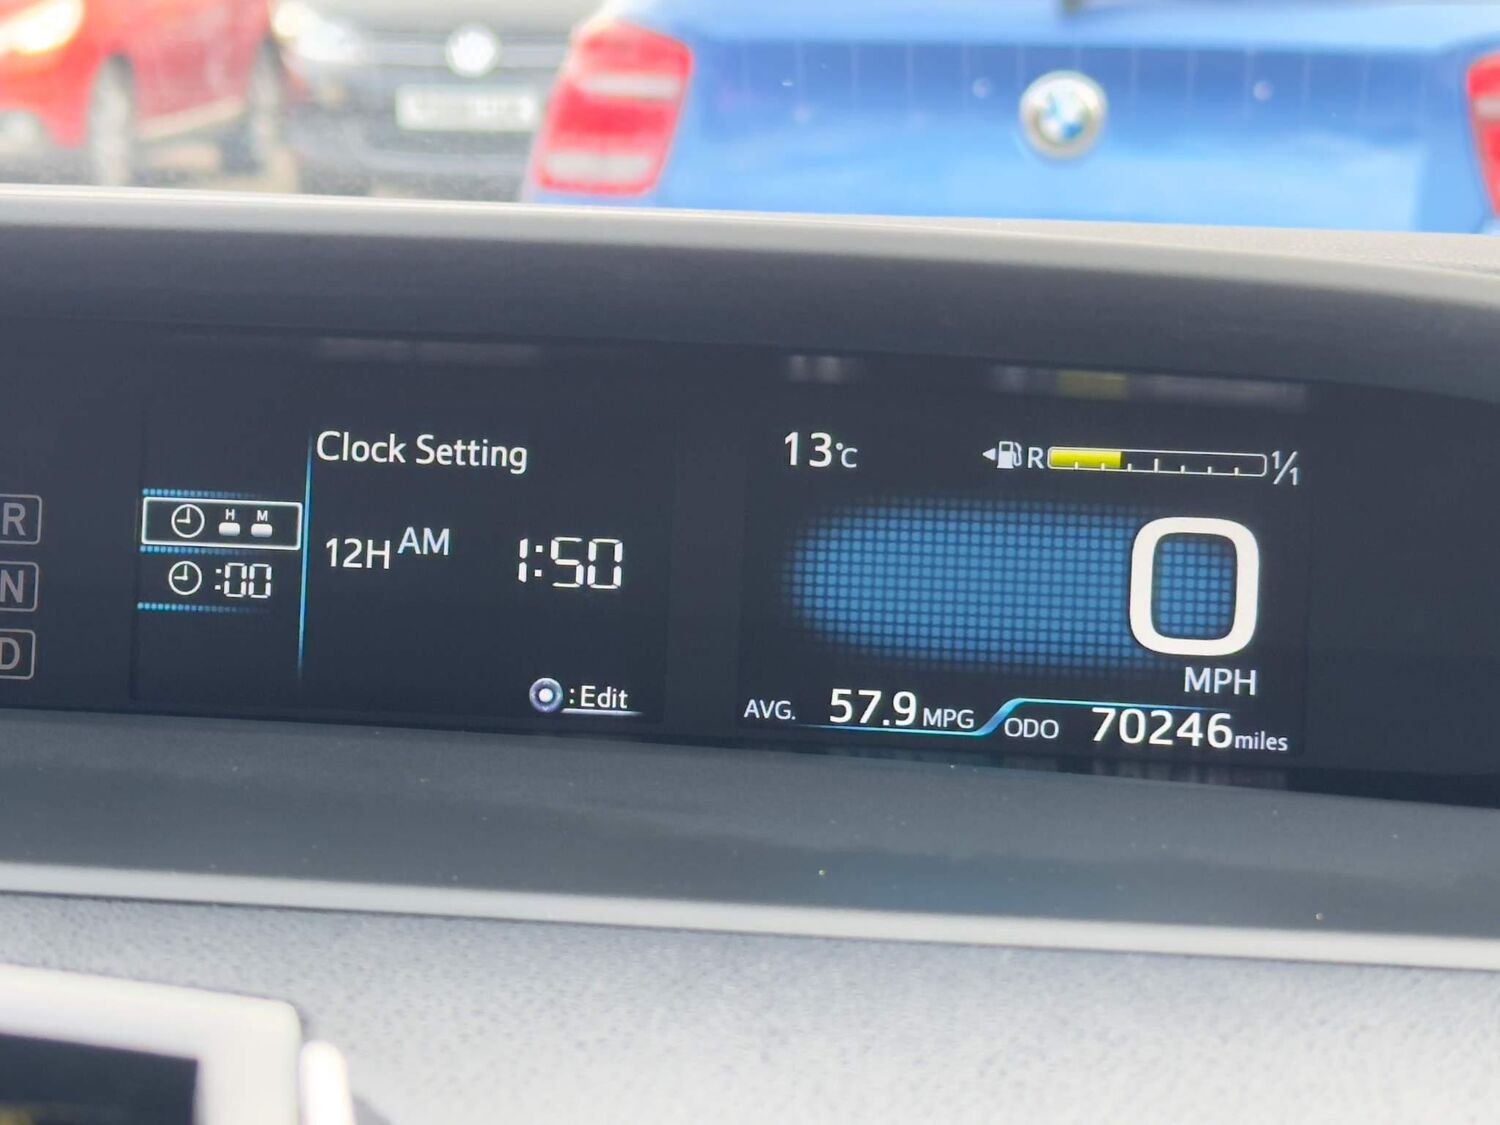 Clock Setting
R
H M
12H AM 1:50
N
:00
D
:Edit
13°C
R 1/1
0
MPH
AVG. 57.9 MPG
ODO 70246 miles